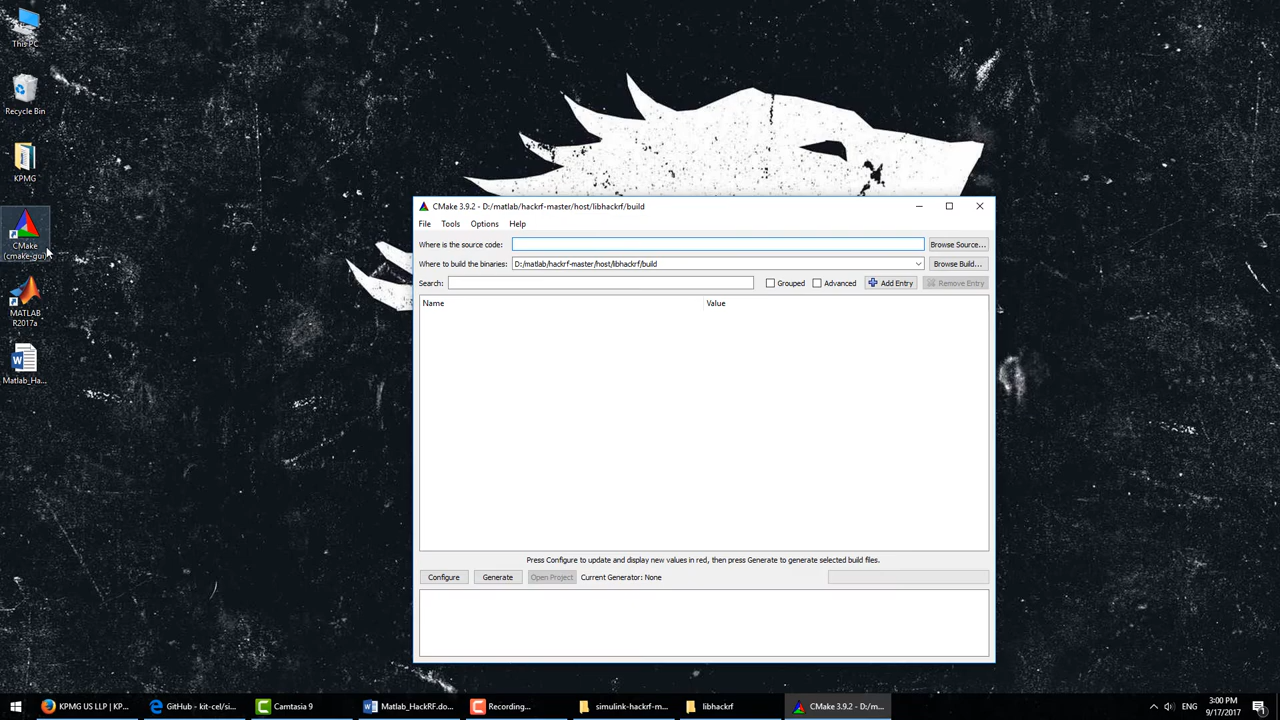 This PC
Recycle Bin
KPMG
CMake
(cmake-gui)
MATLAB
R2017a
Matlab_Ha...
CMake 3.9.2 - D:/matlab/hackrf-master/host/libhackrf/build
File Tools Options Help
Where is the source code: Browse Source...
Where to build the binaries: D:/matlab/hackrf-master/host/libhackrf/build Browse Build...
Search: Grouped Advanced Add Entry Remove Entry
Name Value
Press Configure to update and display new values in red, then press Generate to generate selected build files.
Configure Generate Open Project Current Generator: None
KPMG US LLP | KP... GitHub - kit-cel/si... Camtasia 9 Matlab_HackRF.do... Recording... simulink-hackrf-m... libhackrf CMake 3.9.2 - D:/m... ENG 3:00 PM
9/17/2017